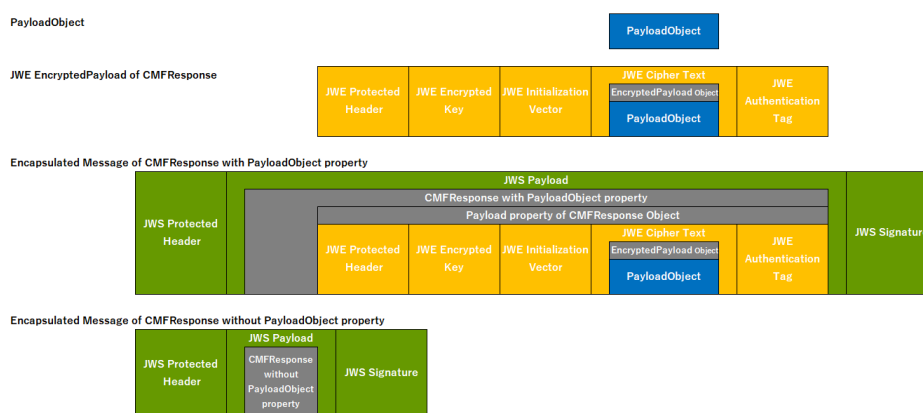 PayloadObject
PayloadObject
JWE EncryptedPayload of CMFResponse
JWE Protected
Header
JWE Encrypted
Key
JWE Initialization
Vector
JWE Cipher Text
EncryptedPayload Object
PayloadObject
JWE
Authentication
Tag
Encapsulated Message of CMFResponse with PayloadObject property
JWS Protected
Header
JWS Payload
CMFResponse with PayloadObject property
Payload property of CMFResponse Object
JWE Protected
Header
JWE Encrypted
Key
JWE Initialization
Vector
JWE Cipher Text
EncryptedPayload Object
PayloadObject
JWE
Authentication
Tag
JWS Signature
Encapsulated Message of CMFResponse without PayloadObject property
JWS Protected
Header
JWS Payload
CMFResponse
without
PayloadObject
property
JWS Signature